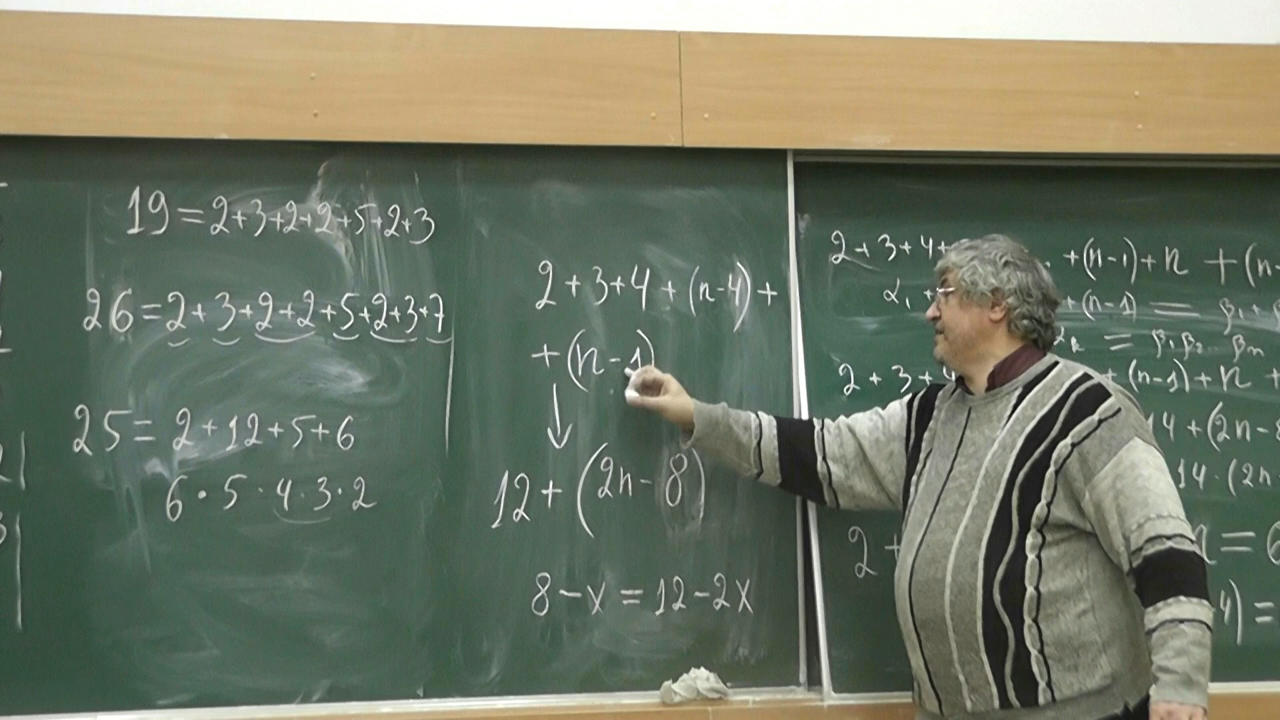 19=2+3+2+2+5+2+3
26=2+3+2+2+5+2+3+7
25=2+12+5+6
6·5·4·3·2
2+3+4+(n-4)+
+(n-1)
↓
12+(2n-8)
8-x=12-2x
2+3+4+ +(n-1)+n+(n-
α₁+ +(n-1)= β₁+
= β₁β₂ βₘ
2+3+ +(n-1)+n+
14+(2n-8
14·(2n
2+ =6
4)=